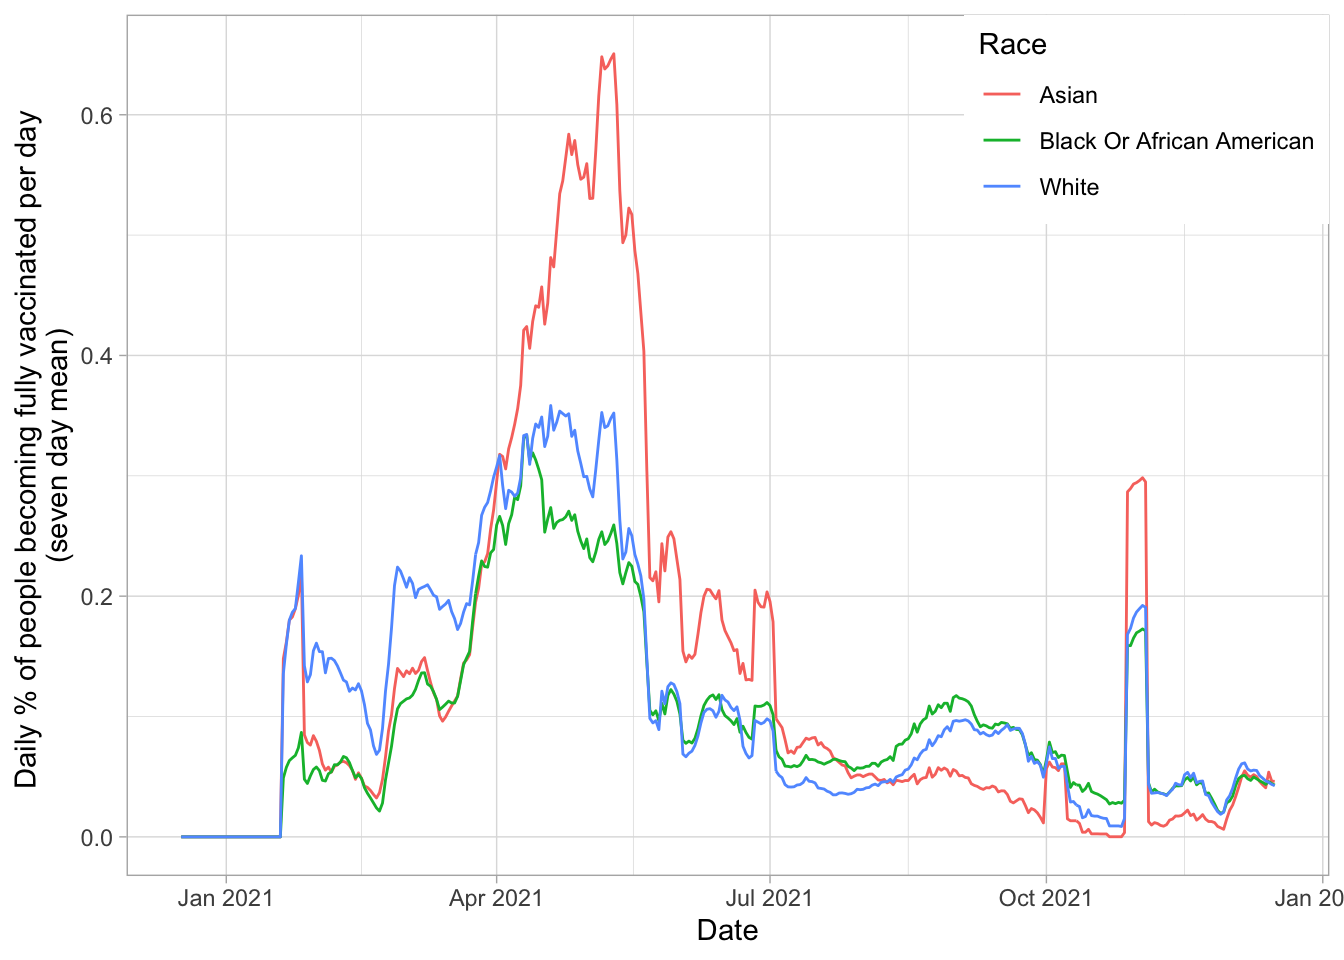 Race
Asian
Black Or African American
White
Daily % of people becoming fully vaccinated per day
(seven day mean)
0.6
0.4
0.2
0.0
Jan 2021
Apr 2021
Jul 2021
Oct 2021
Jan 20
Date